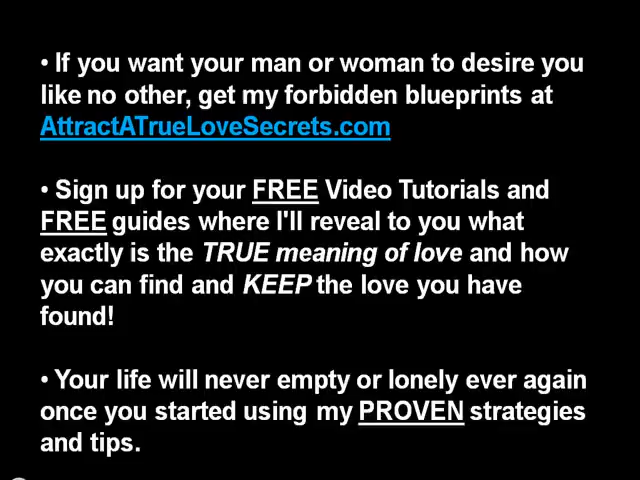 • If you want your man or woman to desire you
like no other, get my forbidden blueprints at
AttractATrueLoveSecrets.com
• Sign up for your FREE Video Tutorials and
FREE guides where I'll reveal to you what
exactly is the TRUE meaning of love and how
you can find and KEEP the love you have
found!
• Your life will never empty or lonely ever again
once you started using my PROVEN strategies
and tips.